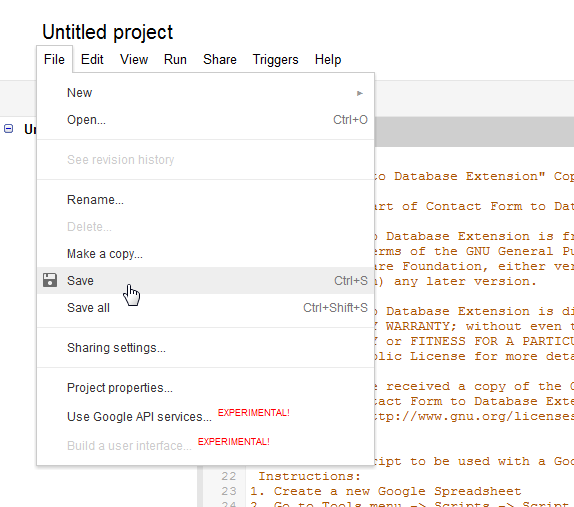 Untitled project
File Edit View Run Share Triggers Help
New
Open... Ctrl+O
See revision history
Rename...
Delete...
Make a copy...
Save Ctrl+S
Save all Ctrl+Shift+S
Sharing settings...
Project properties...
Use Google API services... EXPERIMENTAL!
Build a user interface... EXPERIMENTAL!
to Database Extension" Cop
art of Contact Form to Dat
Database Extension is fr
erms of the GNU General Pu
are Foundation, either ver
) any later version.
Database Extension is di
WARRANTY; without even t
or FITNESS FOR A PARTICU
blic License for more deta
e received a copy of the G
tact Form to Database Exte
ttp://www.gnu.org/licenses
ript to be used with a Goo
22 Instructions:
23 1. Create a new Google Spreadsheet
24 2. Go to Tools menu -> Scripts -> Script